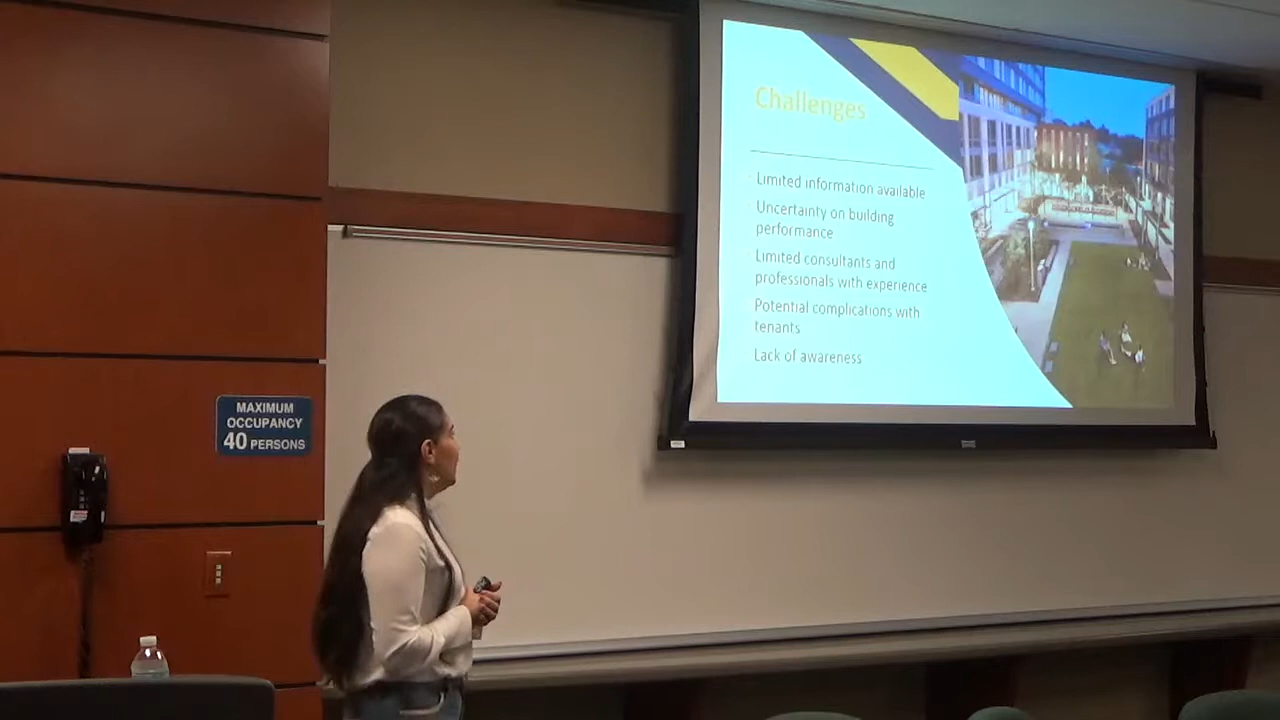 Challenges
Limited information available
Uncertainty on building
performance
Limited consultants and
professionals with experience
Potential complications with
tenants
Lack of awareness
MAXIMUM
OCCUPANCY
40 PERSONS